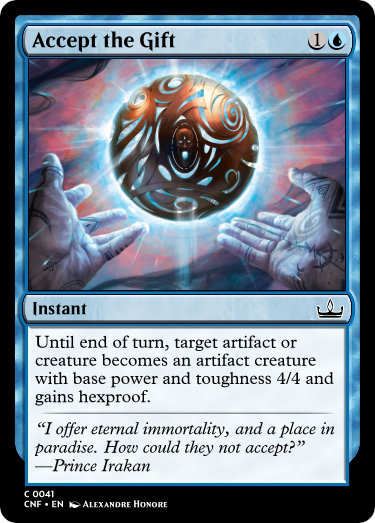 Accept the Gift 1
Instant
Until end of turn, target artifact or
creature becomes an artifact creature
with base power and toughness 4/4 and
gains hexproof.
“I offer eternal immortality, and a place in
paradise. How could they not accept?”
—Prince Irakan
C 0041
CNF • EN Alexandre Honore